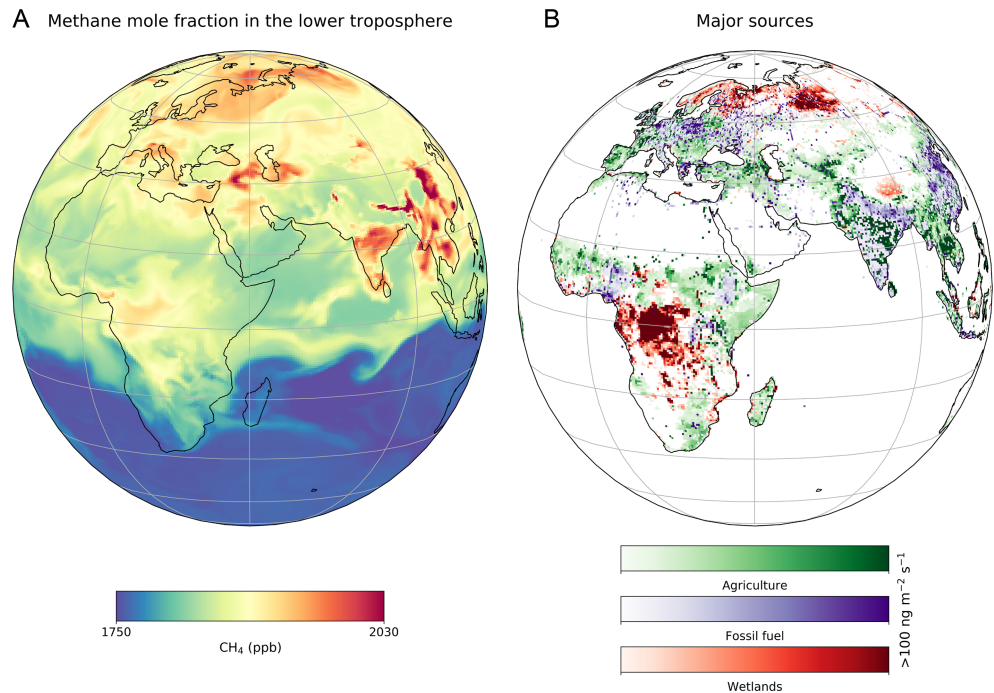 A Methane mole fraction in the lower troposphere
1750 2030
CH₄ (ppb)
B Major sources
Agriculture
Fossil fuel
Wetlands
>100 ng m⁻² s⁻¹